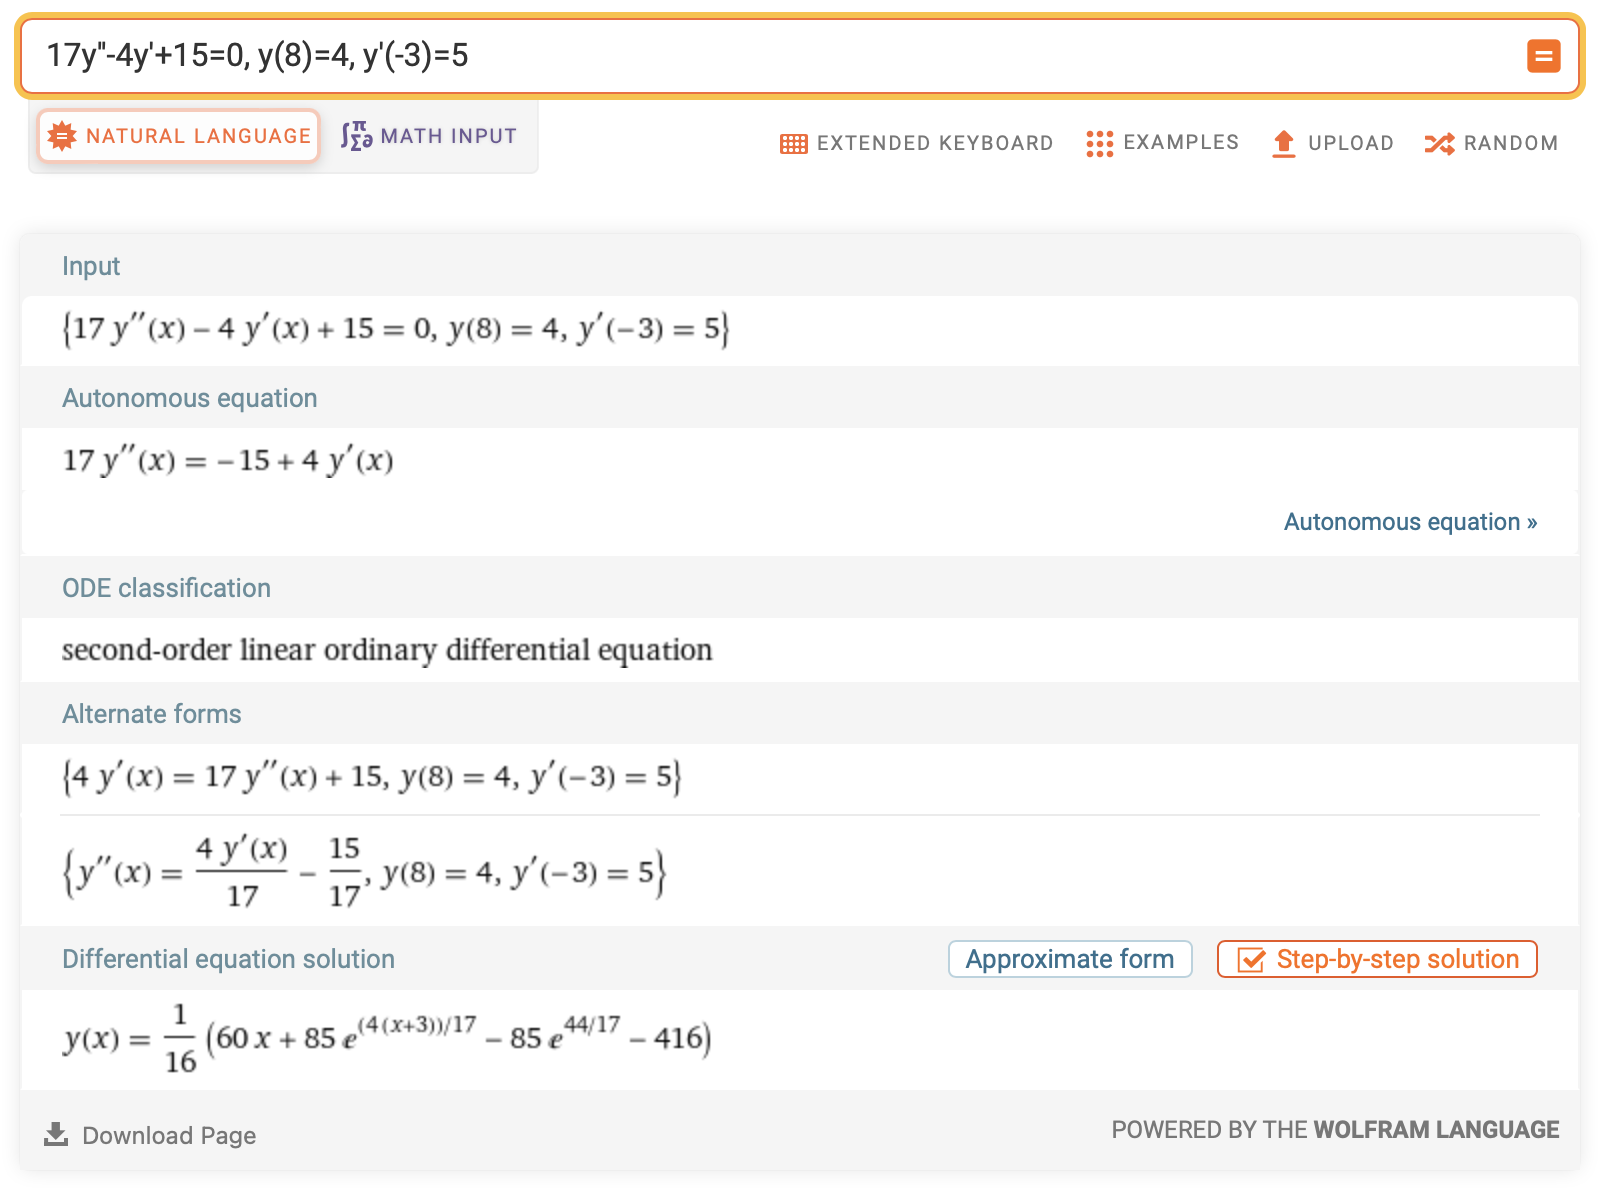 17y''-4y'+15=0, y(8)=4, y'(-3)=5
NATURAL LANGUAGE
∫π Σ∂ MATH INPUT
EXTENDED KEYBOARD
EXAMPLES
UPLOAD
RANDOM
Input
{17 y′′(x) – 4 y′(x) + 15 = 0, y(8) = 4, y′(–3) = 5}
Autonomous equation
17 y′′(x) = –15 + 4 y′(x)
Autonomous equation »
ODE classification
second-order linear ordinary differential equation
Alternate forms
{4 y′(x) = 17 y′′(x) + 15, y(8) = 4, y′(–3) = 5}
{y′′(x) = (4 y′(x))/17 – 15/17, y(8) = 4, y′(–3) = 5}
Differential equation solution
Approximate form
Step-by-step solution
y(x) = 1/16 (60 x + 85 e^((4 (x+3))/17) – 85 e^(44/17) – 416)
Download Page
POWERED BY THE WOLFRAM LANGUAGE